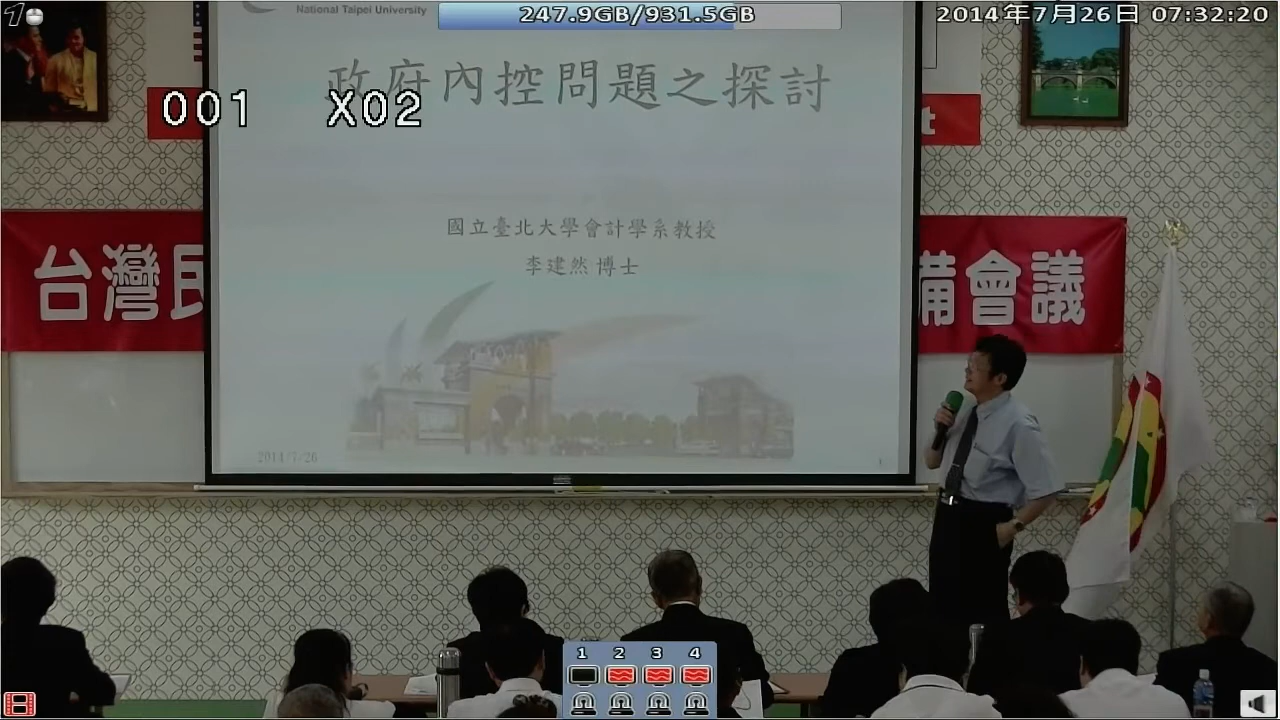 National Taipei University
247.9GB/931.5GB
2014年7月26日 07:32:20
政府內控問題之探討
001 X02
t
國立臺北大學會計學系教授
李建然 博士
台灣民
備會議
2014/7/26
1
1 2 3 4